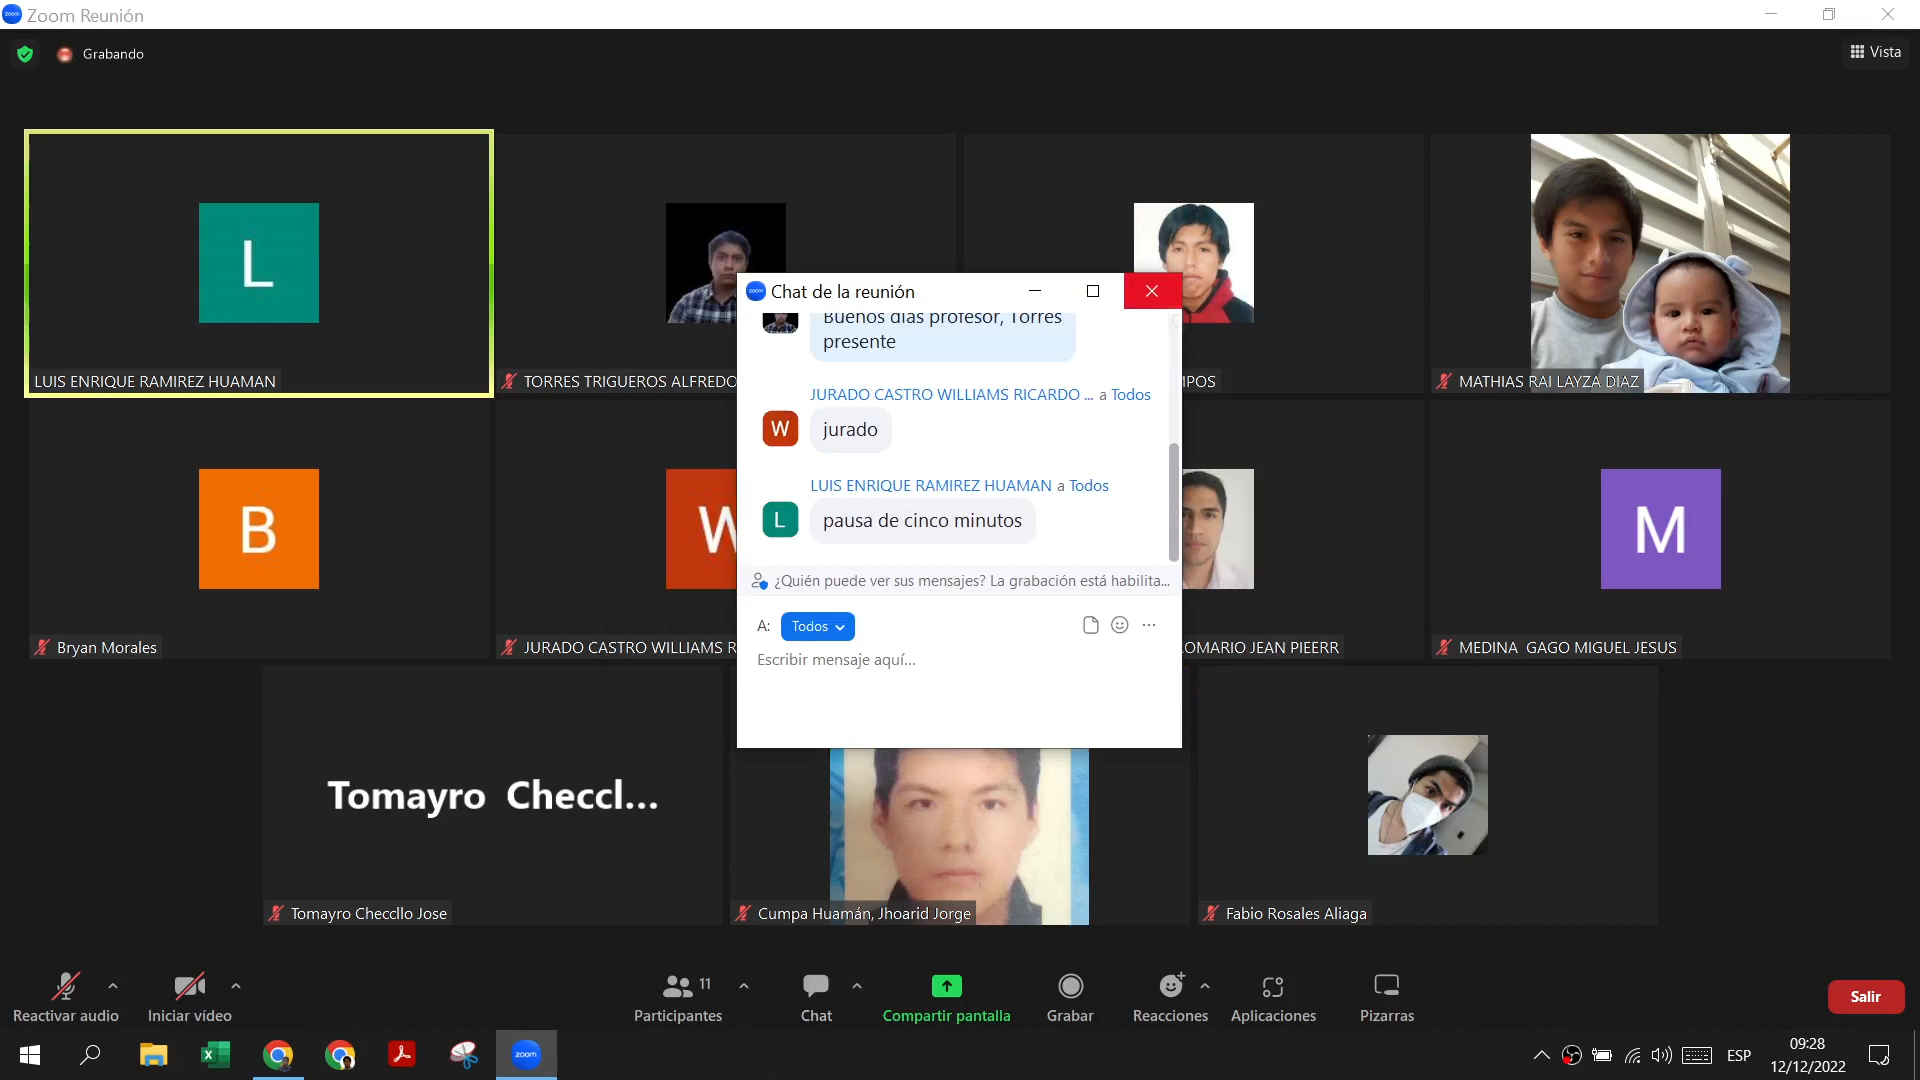 Zoom Reunión
Grabando
Vista
L
LUIS ENRIQUE RAMIREZ HUAMAN
TORRES TRIGUEROS ALFREDO
MPOS
MATHIAS RAI LAYZA DIAZ
zoom Chat de la reunión
Buenos días profesor, Torres
presente
JURADO CASTRO WILLIAMS RICARDO ... a Todos
W
jurado
LUIS ENRIQUE RAMIREZ HUAMAN a Todos
L
pausa de cinco minutos
¿Quién puede ver sus mensajes? La grabación está habilita...
A: Todos
Escribir mensaje aquí...
B
W
M
Bryan Morales
JURADO CASTRO WILLIAMS R
OMARIO JEAN PIEERR
MEDINA GAGO MIGUEL JESUS
Tomayro Checcl...
Tomayro Checcllo Jose
Cumpa Huamán, Jhoarid Jorge
Fabio Rosales Aliaga
11
Reactivar audio
Iniciar vídeo
Participantes
Chat
Compartir pantalla
Grabar
Reacciones
Aplicaciones
Pizarras
Salir
zoom
ESP
09:28
12/12/2022